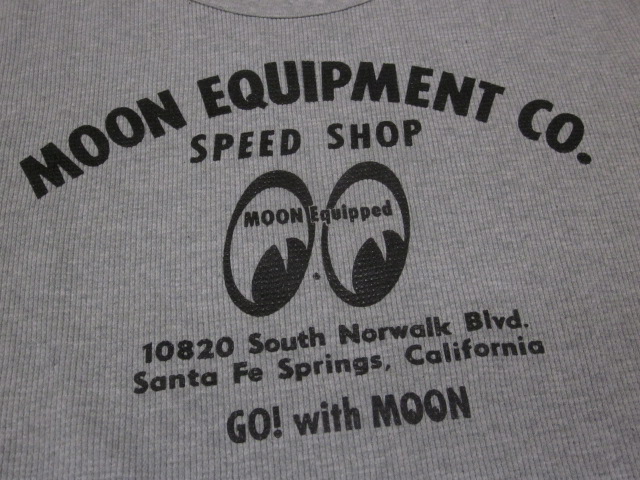 MOON EQUIPMENT CO.
SPEED SHOP
MOON Equipped
10820 South Norwalk Blvd.
Santa Fe Springs, California
GO! with MOON